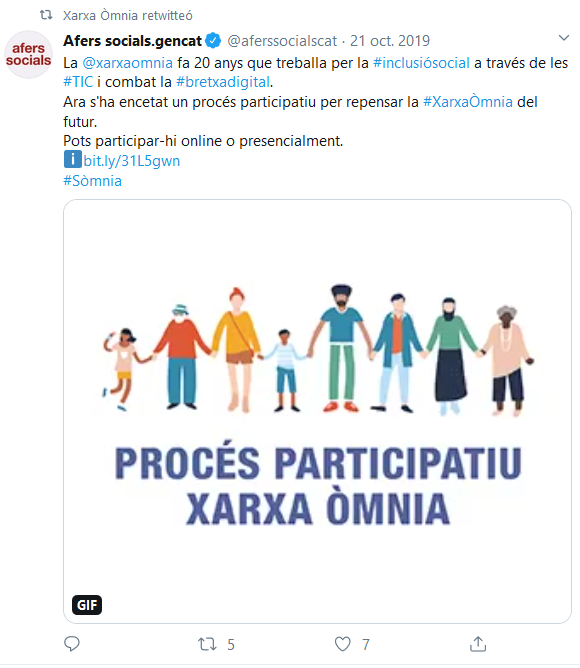 Xarxa Òmnia retwitteó
afers
socials
Afers socials.gencat @aferssocialscat · 21 oct. 2019
La @xarxaomnia fa 20 anys que treballa per la #inclusiósocial a través de les
#TIC i combat la #bretxadigital.
Ara s'ha encetat un procés participatiu per repensar la #XarxaÒmnia del
futur.
Pots participar-hi online o presencialment.
ℹ️bit.ly/31L5gwn
#Sòmnia
PROCÉS PARTICIPATIU
XARXA ÒMNIA
GIF
5
7